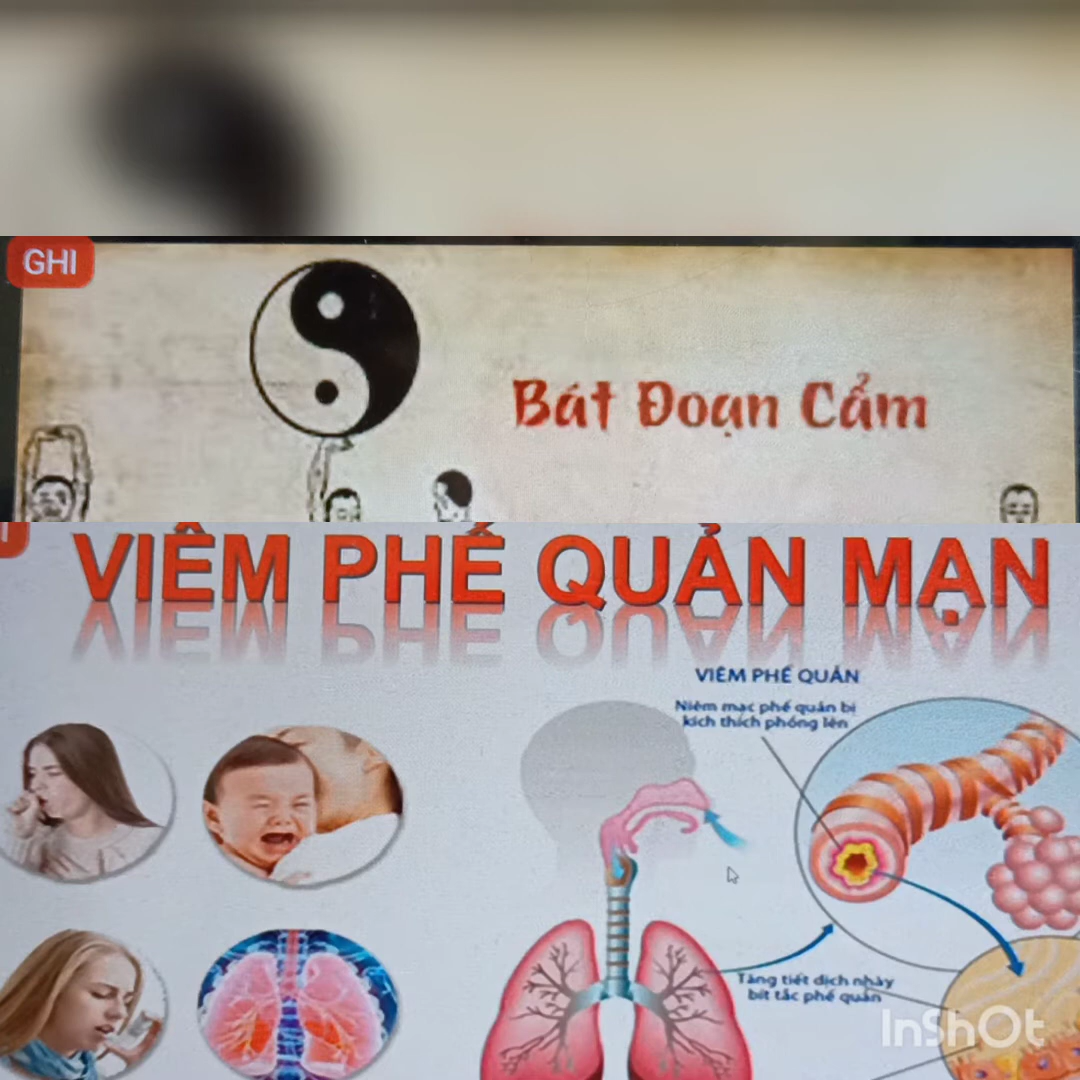 GHI
Bát Đoạn Cẩm
VIÊM PHẾ QUẢN MẠN
VIÊM PHẾ QUẢN
Niêm mạc phế quản bị
kích thích phồng lên
Tăng tiết dịch nhày
bít tắc phế quản
InShOt